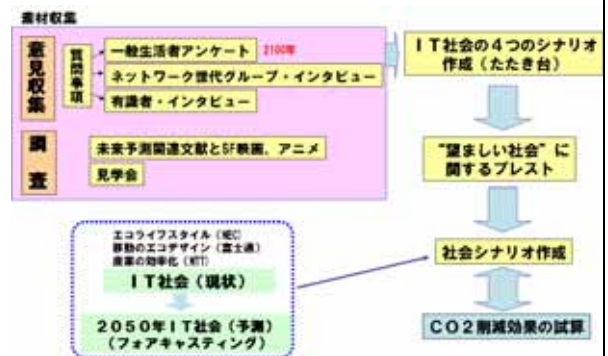 素材収集
意見収集
質問事項
一般生活者アンケート 2100年
ネットワーク世代グループ・インタビュー
有識者・インタビュー
調査
未来予測関連文献とSF映画、アニメ
見学会
IT社会の4つのシナリオ
作成(たたき台)
“望ましい社会”に
関するブレスト
社会シナリオ作成
CO2削減効果の試算
エコライフスタイル(NEC)
移動のエコデザイン(富士通)
産業の効率化(NTT)
IT社会(現状)
2050年IT社会(予測)
(フォアキャスティング)